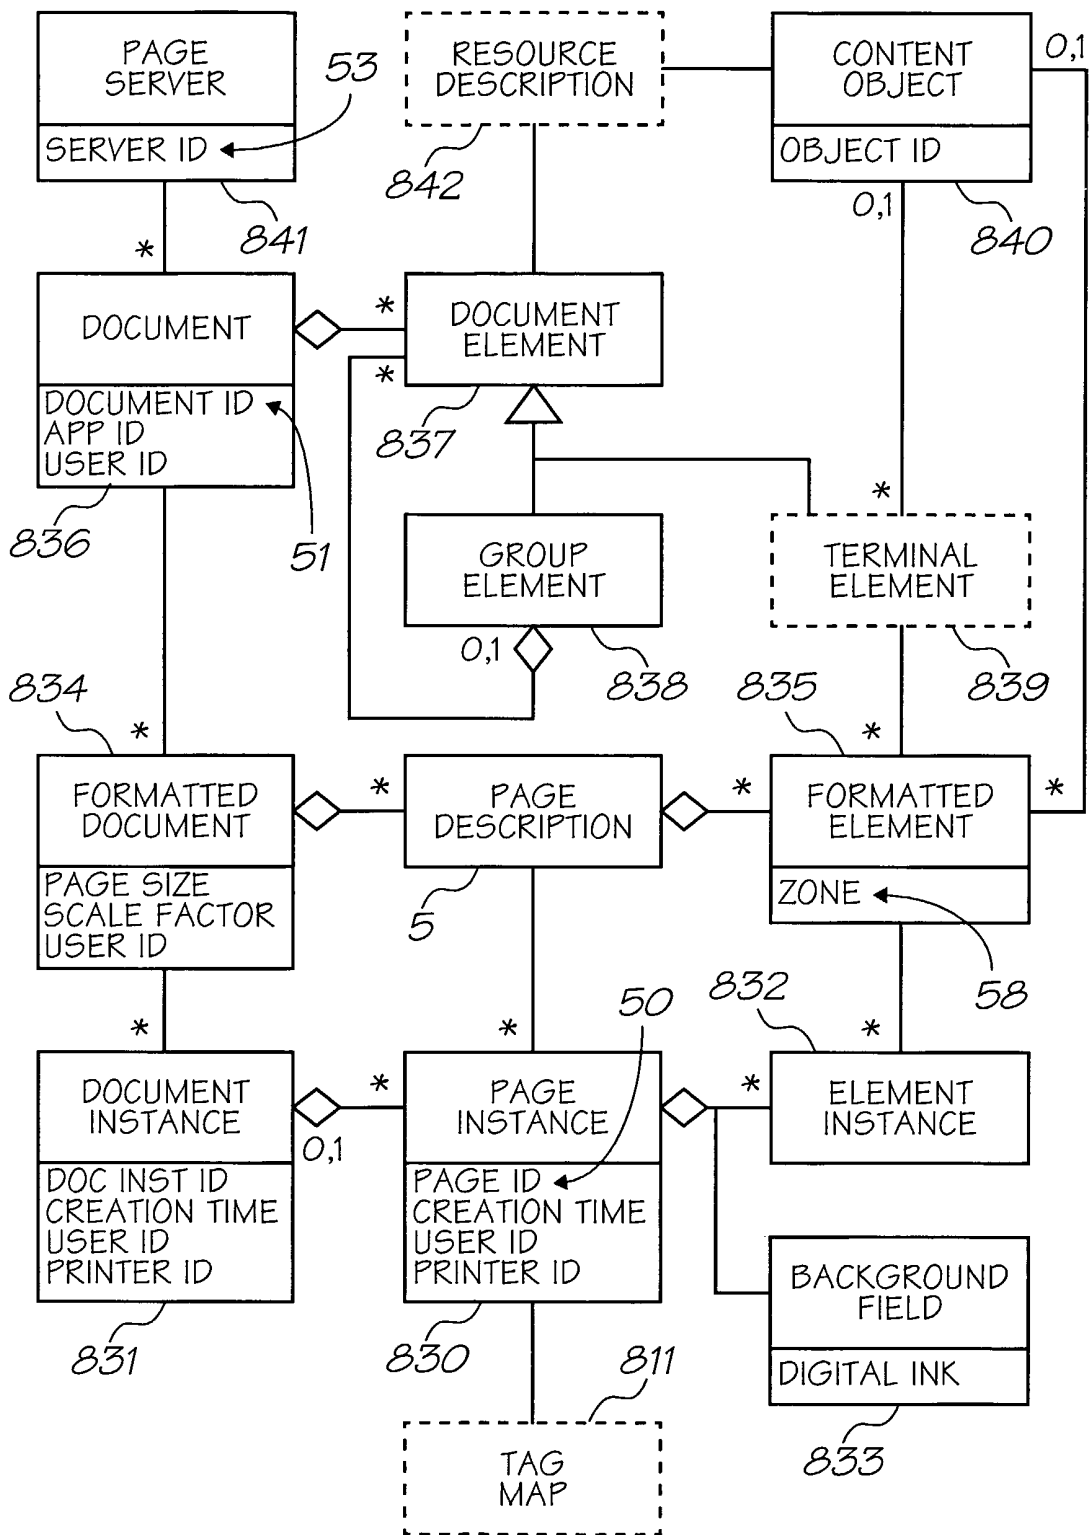 PAGE
SERVER
SERVER ID
53
841
RESOURCE
DESCRIPTION
842
CONTENT
OBJECT
OBJECT ID
0,1
0,1
840
*
DOCUMENT
DOCUMENT ID
APP ID
USER ID
836
51
*
*
DOCUMENT
ELEMENT
837
GROUP
ELEMENT
0,1
838
*
TERMINAL
ELEMENT
839
834
*
FORMATTED
DOCUMENT
PAGE SIZE
SCALE FACTOR
USER ID
*
PAGE
DESCRIPTION
5
835
*
*
*
FORMATTED
ELEMENT
ZONE
58
*
DOCUMENT
INSTANCE
0,1
DOC INST ID
CREATION TIME
USER ID
PRINTER ID
831
*
*
50
PAGE
INSTANCE
PAGE ID
CREATION TIME
USER ID
PRINTER ID
830
832
*
*
ELEMENT
INSTANCE
BACKGROUND
FIELD
DIGITAL INK
833
811
TAG
MAP